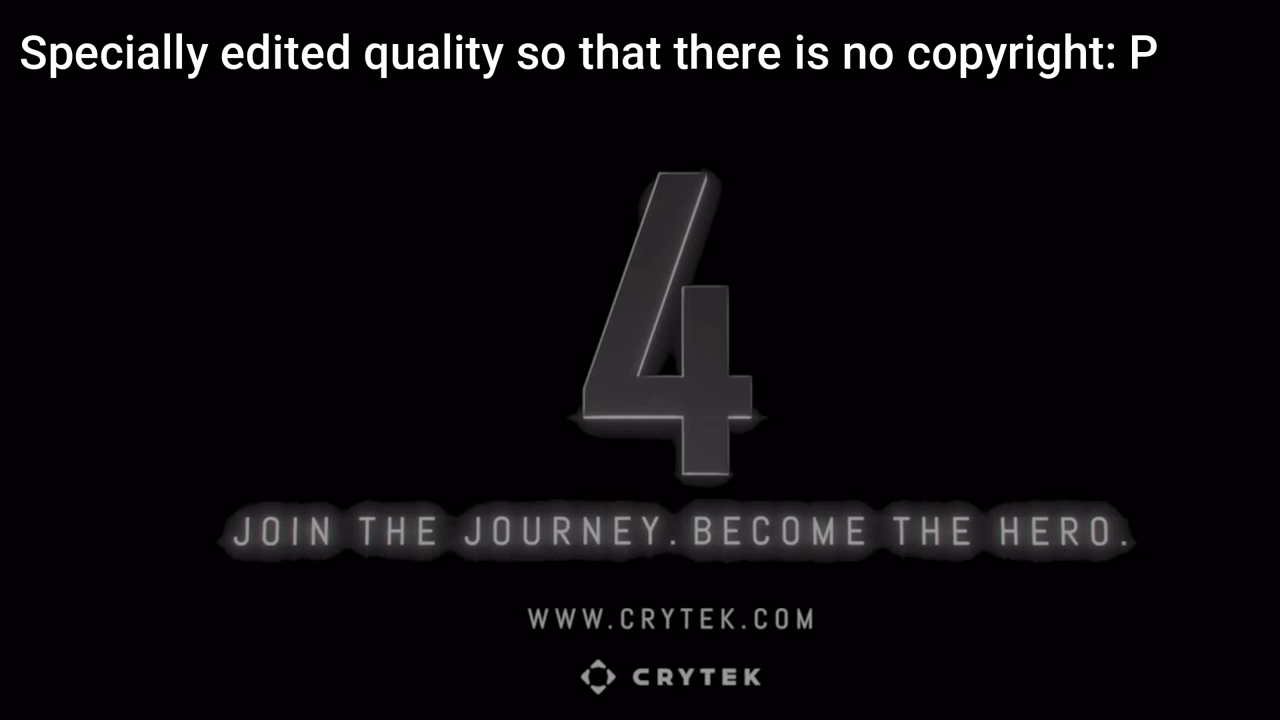 Specially edited quality so that there is no copyright: P
4
JOIN THE JOURNEY. BECOME THE HERO.
WWW.CRYTEK.COM
CRYTEK